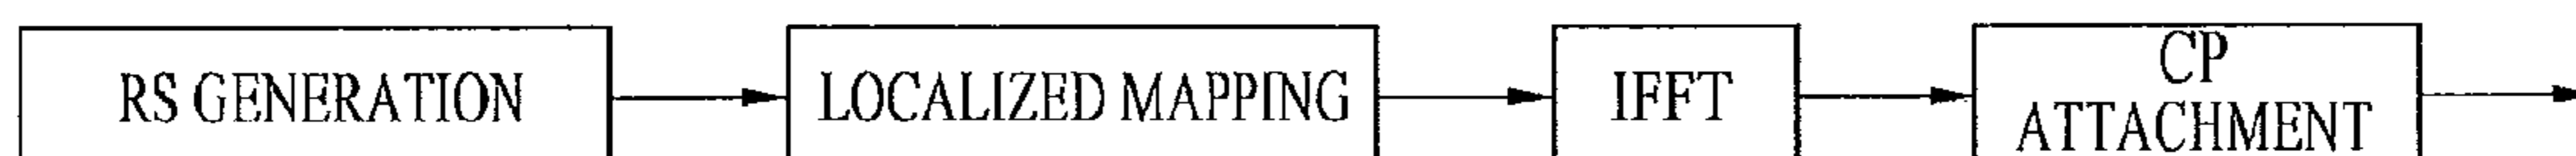 RS GENERATION
LOCALIZED MAPPING
IFFT
CP
ATTACHMENT